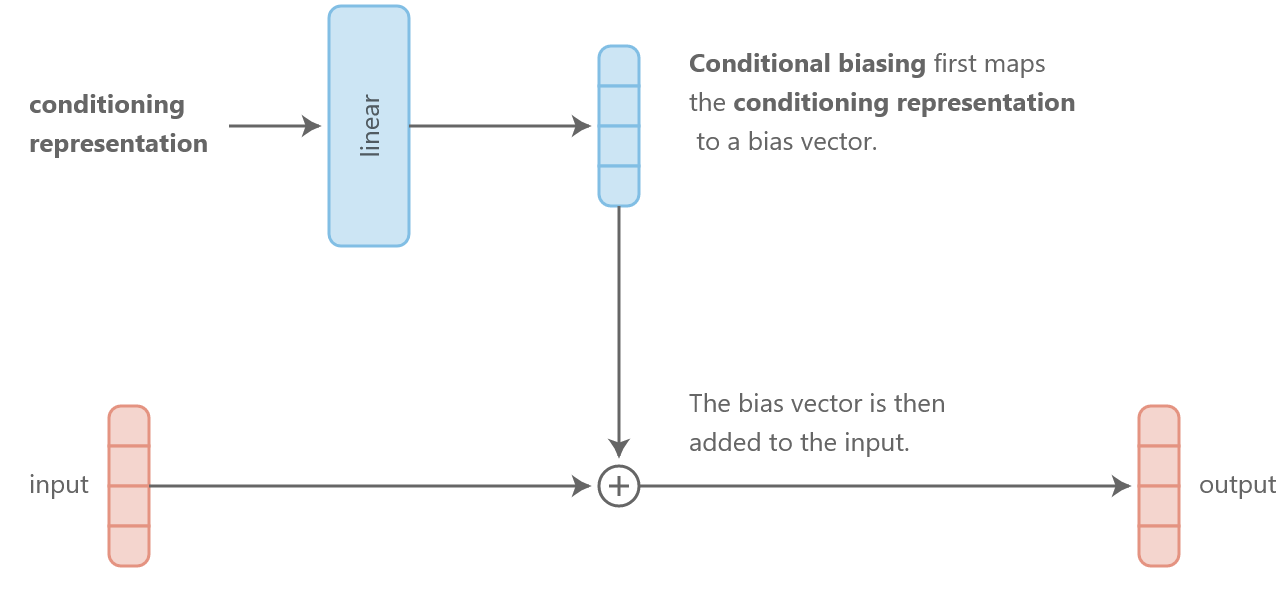 conditioning
representation
linear
Conditional biasing first maps
the conditioning representation
to a bias vector.
The bias vector is then
added to the input.
input
output